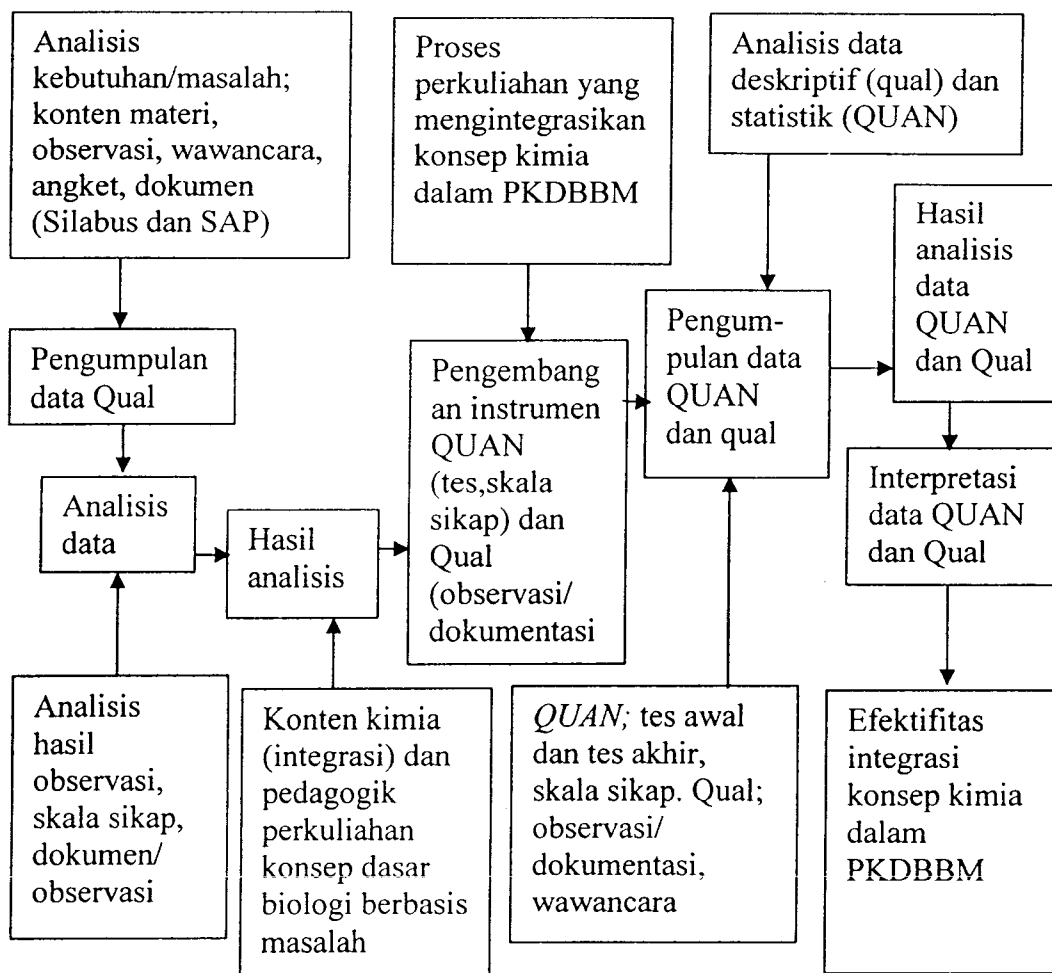 Analisis
kebutuhan/masalah;
konten materi,
observasi, wawancara,
angket, dokumen
(Silabus dan SAP)
Proses
perkuliahan yang
mengintegrasikan
konsep kimia
dalam PKDBBM
Analisis data
deskriptif (qual) dan
statistik (QUAN)
Hasil
analisis
data
QUAN
dan Qual
Pengumpulan
data Qual
Pengembang
an instrumen
QUAN
(tes,skala
sikap) dan
Qual
(observasi/
dokumentasi
Pengum-
pulan data
QUAN
dan qual
Analisis
data
Hasil
analisis
Interpretasi
data QUAN
dan Qual
Analisis
hasil
observasi,
skala sikap,
dokumen/
observasi
Konten kimia
(integrasi) dan
pedagogik
perkuliahan
konsep dasar
biologi berbasis
masalah
QUAN; tes awal
dan tes akhir,
skala sikap. Qual;
observasi/
dokumentasi,
wawancara
Efektifitas
integrasi
konsep kimia
dalam
PKDBBM